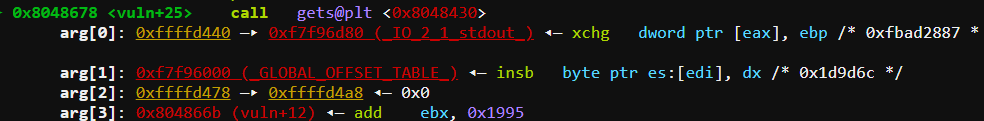 ► 0x8048678 <vuln+25> call gets@plt <0x8048430>
arg[0]: 0xffffd440 —▸ 0xf7f96d80 (_IO_2_1_stdout_) ◂— xchg dword ptr [eax], ebp /* 0xfbad2887 *
arg[1]: 0xf7f96000 (_GLOBAL_OFFSET_TABLE_) ◂— insb byte ptr es:[edi], dx /* 0x1d9d6c */
arg[2]: 0xffffd478 —▸ 0xffffd4a8 ◂— 0x0
arg[3]: 0x804866b (vuln+12) ◂— add ebx, 0x1995